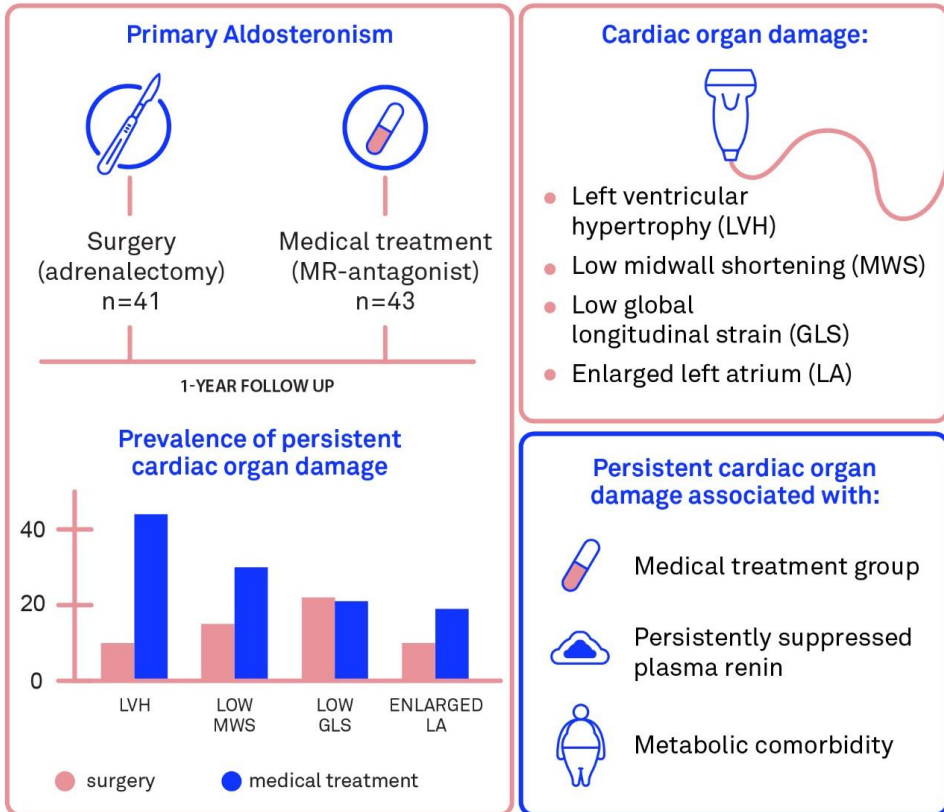 Primary Aldosteronism
Surgery
(adrenalectomy)
n=41
Medical treatment
(MR-antagonist)
n=43
1-YEAR FOLLOW UP
Prevalence of persistent
cardiac organ damage
40
20
0
LVH
LOW
MWS
LOW
GLS
ENLARGED
LA
surgery
medical treatment
Cardiac organ damage:
Left ventricular
hypertrophy (LVH)
Low midwall shortening (MWS)
Low global
longitudinal strain (GLS)
Enlarged left atrium (LA)
Persistent cardiac organ
damage associated with:
Medical treatment group
Persistently suppressed
plasma renin
Metabolic comorbidity